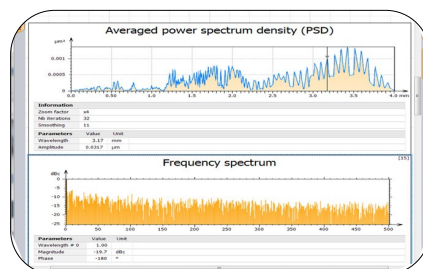 Averaged power spectrum density (PSD)
µm²
0.001
0.0005
0
0.0 0.50 1.0 1.5 2.0 2.5 3.0 3.5 4.0 mm
Information
Zoom factor x4
Nb iterations 32
Smoothing 11
Parameters Value Unit
Wavelength 3.17 mm
Amplitude 0.0317 µm
Frequency spectrum
[15]
dBc
0
-5
-10
-15
-20
-25
0 50 100 150 200 250 300 350 400 450 500
Parameters Value Unit
Wavelength # 0 1.00
Magnitude -19.7 dBc
Phase -180 °